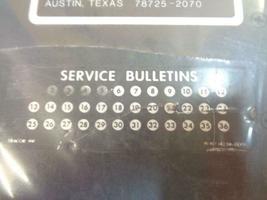 AUSTIN, TEXAS 78725-2070
SERVICE BULLETINS
6 7 8 9 10 11 12
13 14 15 16 17 18 19 20 21 22 23 24
25 26 27 28 29 30 31 32 33 34 35 36